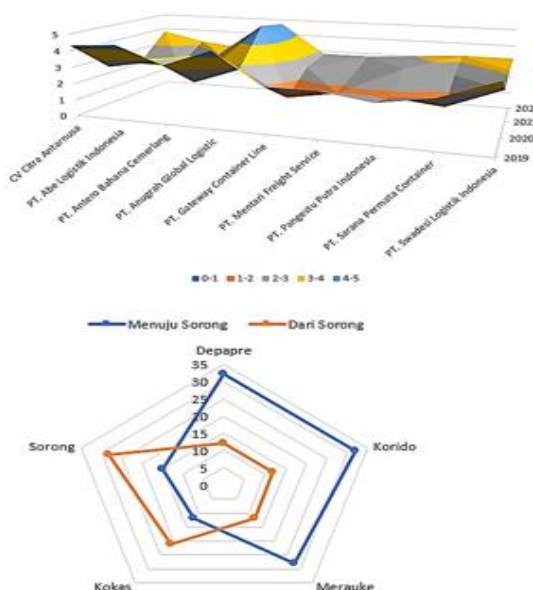 5
4
3
2
1
0
CV Citra Antarnusa
PT. Abe Logistik Indonesia
PT. Antero Bahana Cemerlang
PT. Anugrah Global Logistic
PT. Gateway Container Line
PT. Mentari Freight Service
PT. Pangestu Putra Indonesia
PT. Sarana Permata Container
PT. Swadesi Logistik Indonesia
2020
2019
0-1 1-2 2-3 3-4 4-5
Menuju Sorong Dari Sorong
Depapre
35
30
25
20
15
10
5
0
Korido
Merauke
Kokas
Sorong